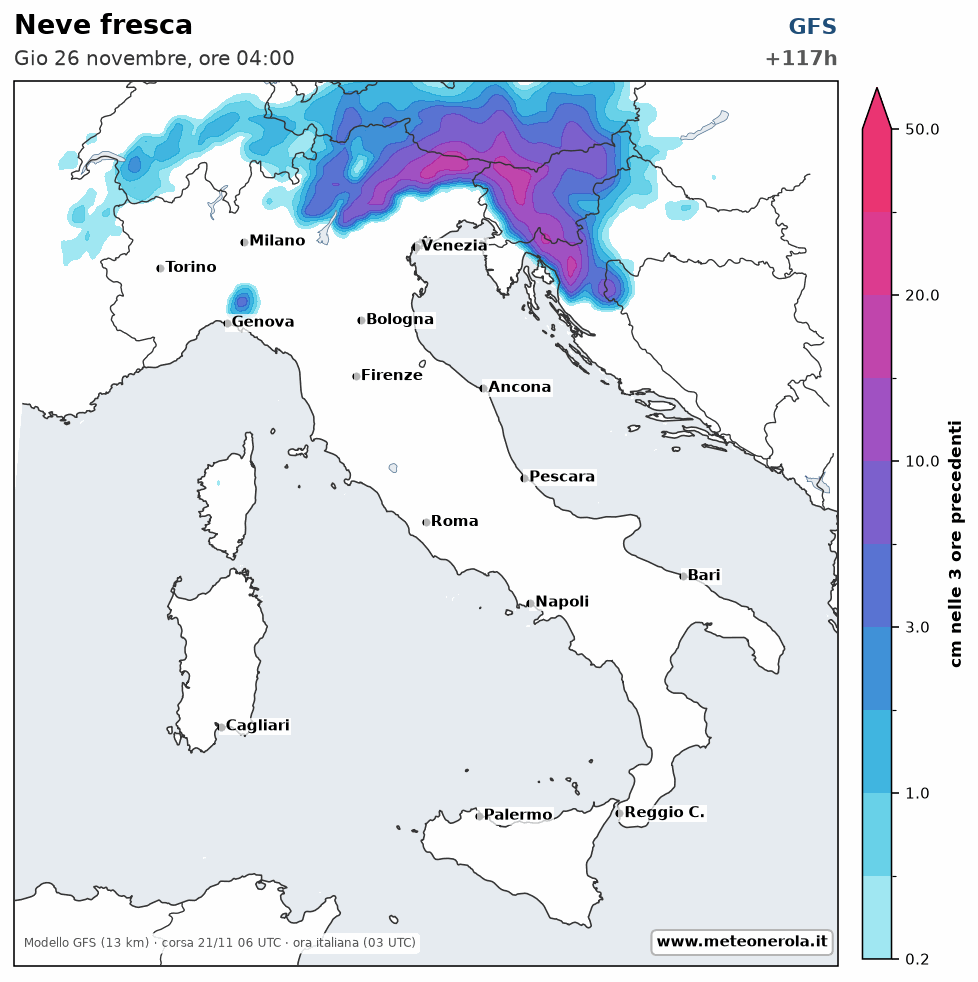 Neve fresca
GFS
Gio 26 novembre, ore 04:00
+117h
50.0
20.0
10.0
3.0
1.0
0.2
cm nelle 3 ore precedenti
Milano
Venezia
Torino
Genova
Bologna
Firenze
Ancona
Pescara
Roma
Bari
Napoli
Cagliari
Palermo
Reggio C.
Modello GFS (13 km) · corsa 21/11 06 UTC · ora italiana (03 UTC)
www.meteonerola.it